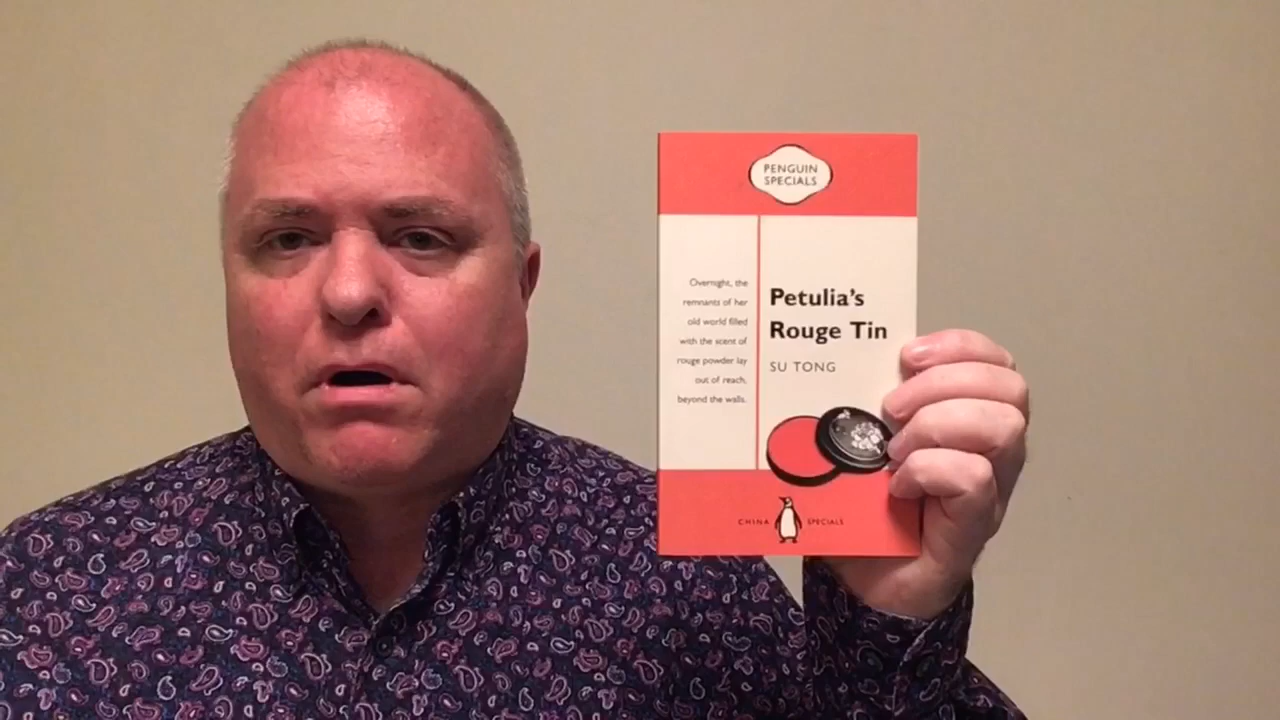 PENGUIN
SPECIALS
Overnight, the
remnants of her
old world filled
with the scent of
rouge powder lay
out of reach,
beyond the walls.
Petulia's
Rouge Tin
SU TONG
CHINA SPECIALS